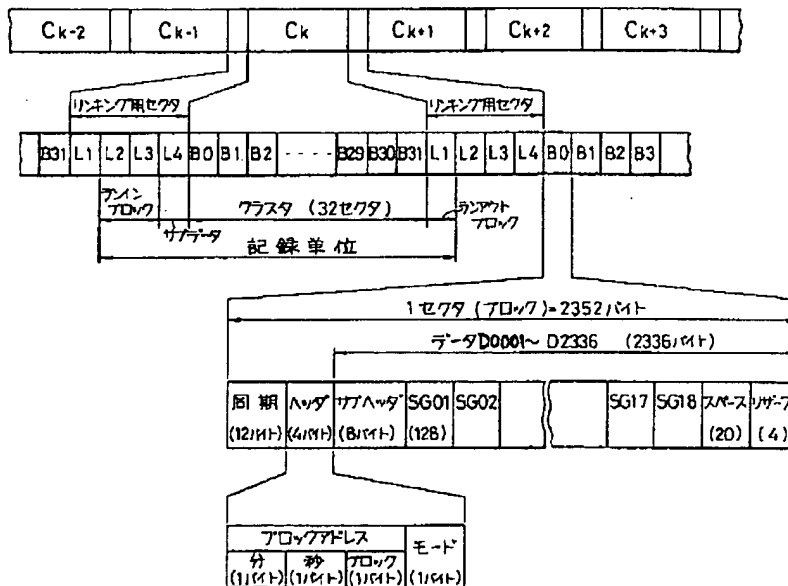 Ck-2 Ck-1 Ck Ck+1 Ck+2 Ck+3
リンキング用セクタ リンキング用セクタ
B31 L1 L2 L3 L4 B0 B1 B2 ---- B29 B30 B31 L1 L2 L3 L4 B0 B1 B2 B3
ランイン
ブロック
クラスタ (32セクタ)
ランアウト
ブロック
サブデータ
記録単位
1セクタ(ブロック)=2352バイト
データD0001〜D2336 (2336バイト)
同期 ヘッダ サブヘッダ SG01 SG02 SG17 SG18 スペース リザーブ
(12バイト) (4バイト) (8バイト) (128) (20) (4)
ブロックアドレス モード
分 秒 ブロック
(1バイト) (1バイト) (1バイト) (1バイト)